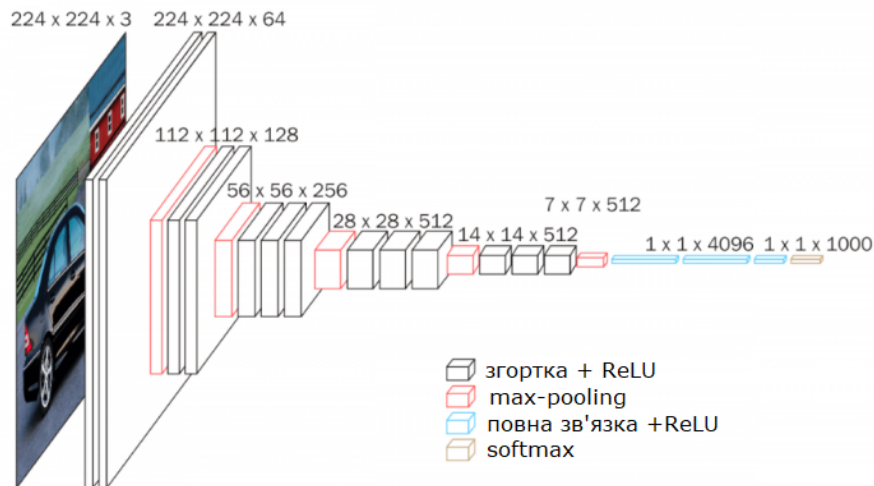 224 x 224 x 3
224 x 224 x 64
112 x 112 x 128
56 x 56 x 256
28 x 28 x 512
14 x 14 x 512
7 x 7 x 512
1 x 1 x 4096
1 x 1 x 1000
згортка + ReLU
max-pooling
повна зв'язка +ReLU
softmax